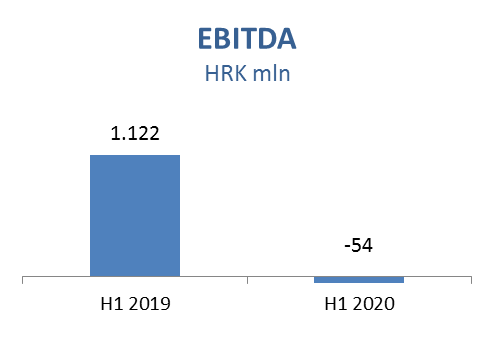 EBITDA
HRK mln
1.122
-54
H1 2019
H1 2020